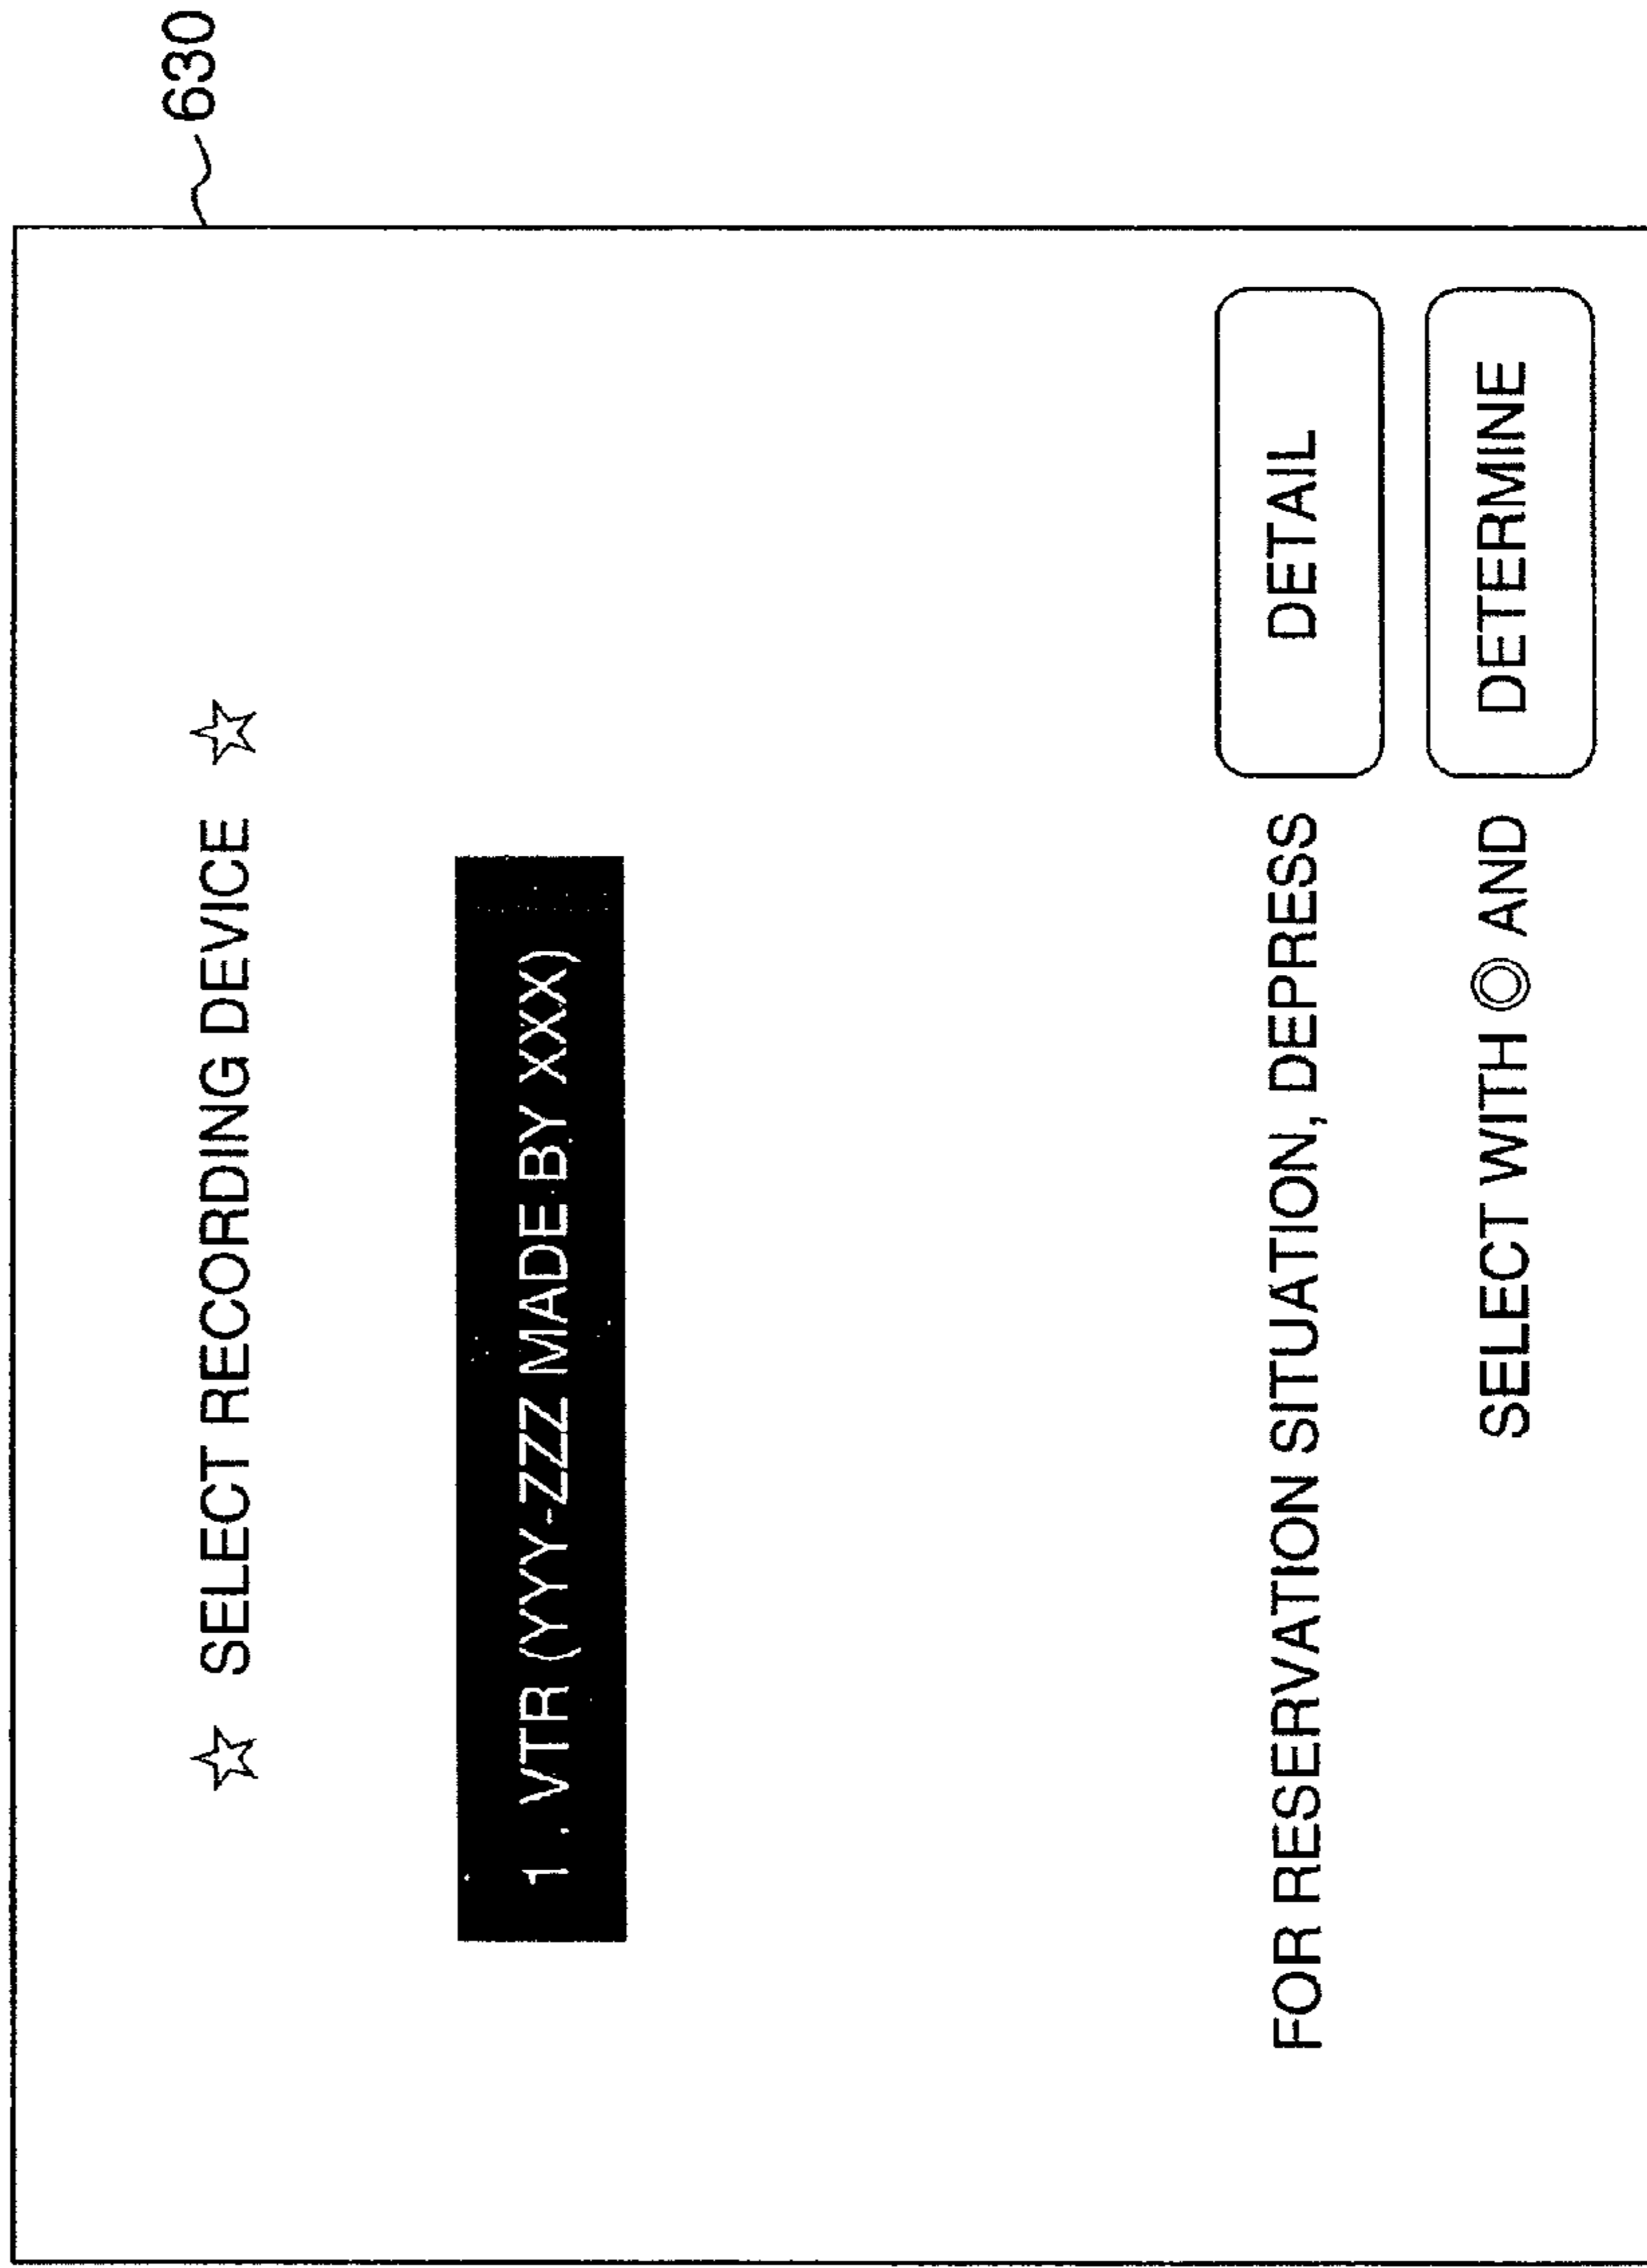 630
☆ SELECT RECORDING DEVICE ☆
1 . VTR (YYY-ZZZ MADE BY XXX)
FOR RESERVATION SITUATION, DEPRESS DETAIL
SELECT WITH ◎ AND DETERMINE